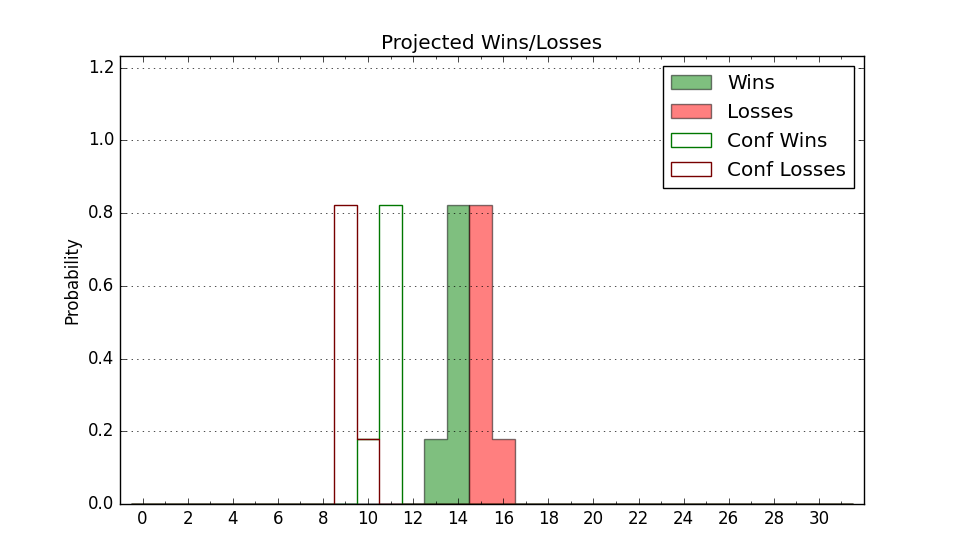 Projected Wins/Losses
1.2
1.0
0.8
0.6
0.4
0.2
0.0
Probability
Wins
Losses
Conf Wins
Conf Losses
0 2 4 6 8 10 12 14 16 18 20 22 24 26 28 30